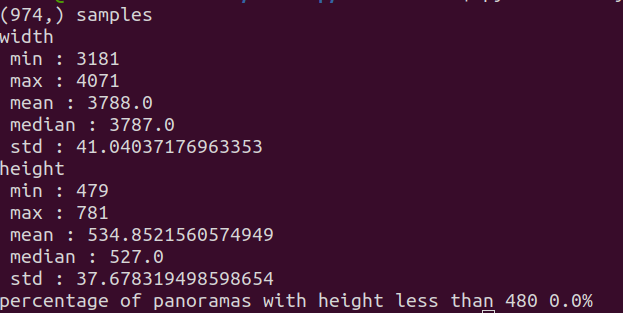 (974,) samples
width
min : 3181
max : 4071
mean : 3788.0
median : 3787.0
std : 41.04037176963353
height
min : 479
max : 781
mean : 534.8521560574949
median : 527.0
std : 37.678319498598654
percentage of panoramas with height less than 480 0.0%